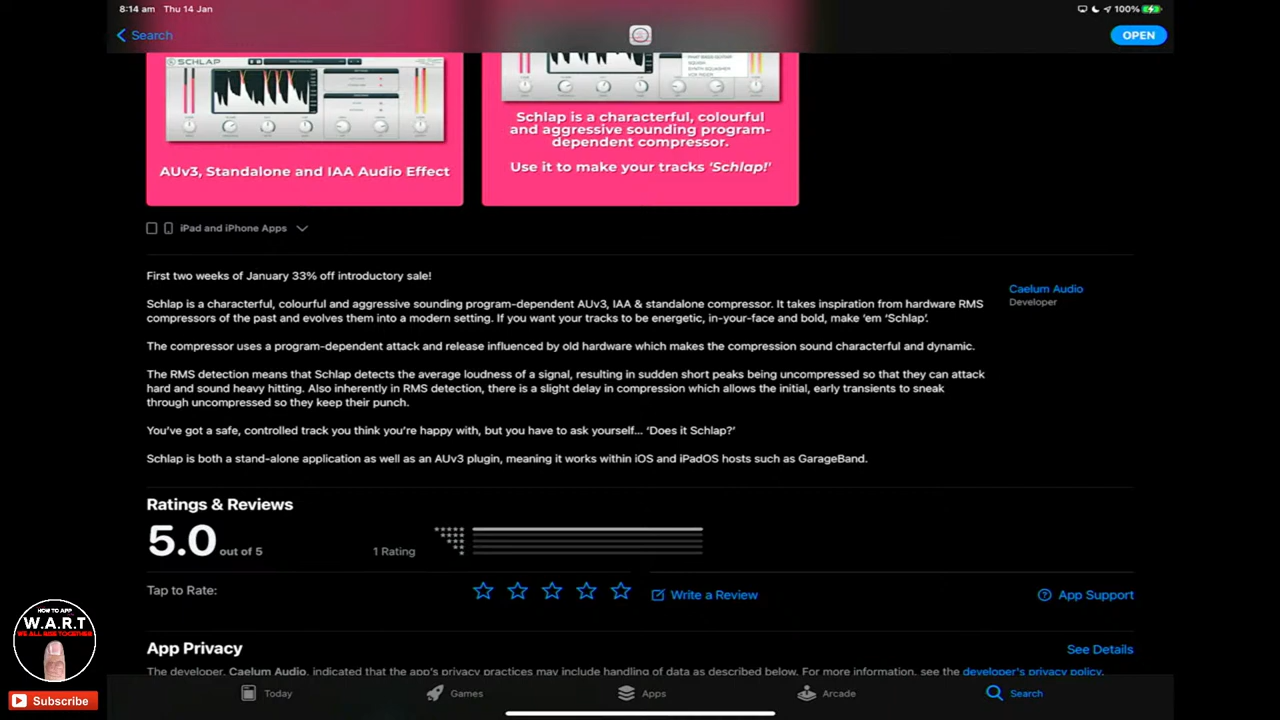 8:14 am Thu 14 Jan
100%
Search
OPEN
SCHLAP
AUv3, Standalone and IAA Audio Effect
Schlap is a characterful, colourful
and aggressive sounding program-
dependent compressor.
Use it to make your tracks 'Schlap!'
iPad and iPhone Apps
First two weeks of January 33% off introductory sale!
Caelum Audio
Developer
Schlap is a characterful, colourful and aggressive sounding program-dependent AUv3, IAA & standalone compressor. It takes inspiration from hardware RMS
compressors of the past and evolves them into a modern setting. If you want your tracks to be energetic, in-your-face and bold, make 'em 'Schlap'.
The compressor uses a program-dependent attack and release influenced by old hardware which makes the compression sound characterful and dynamic.
The RMS detection means that Schlap detects the average loudness of a signal, resulting in sudden short peaks being uncompressed so that they can attack
hard and sound heavy hitting. Also inherently in RMS detection, there is a slight delay in compression which allows the initial, early transients to sneak
through uncompressed so they keep their punch.
You've got a safe, controlled track you think you're happy with, but you have to ask yourself... 'Does it Schlap?'
Schlap is both a stand-alone application as well as an AUv3 plugin, meaning it works within iOS and iPadOS hosts such as GarageBand.
Ratings & Reviews
5.0 out of 5
1 Rating
Tap to Rate:
Write a Review
App Support
App Privacy
See Details
The developer, Caelum Audio, indicated that the app's privacy practices may include handling of data as described below. For more information, see the developer's privacy policy.
Today
Games
Apps
Arcade
Search
HOW TO APP
W.A.R.T
WE ALL RISE TOGETHER
Subscribe